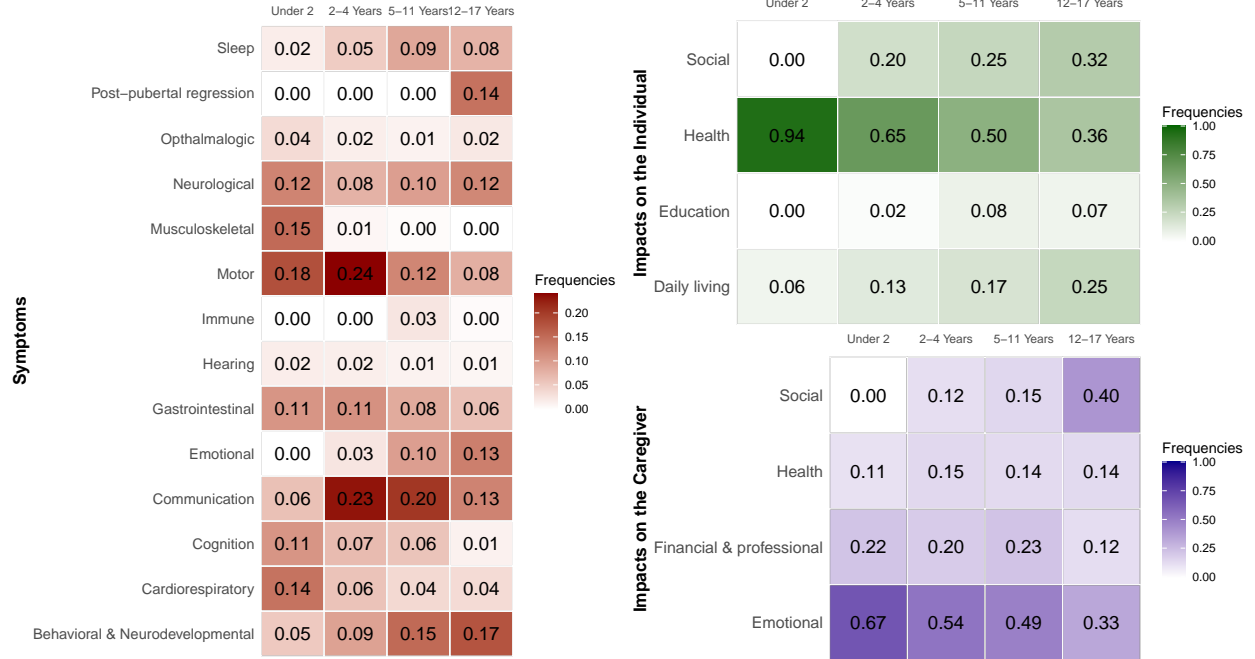 Under 2 2–4 Years 5–11 Years 12–17 Years
Sleep 0.02 0.05 0.09 0.08
Post–pubertal regression 0.00 0.00 0.00 0.14
Opthalmologic 0.04 0.02 0.01 0.02
Neurological 0.12 0.08 0.10 0.12
Musculoskeletal 0.15 0.01 0.00 0.00
Motor 0.18 0.24 0.12 0.08
Immune 0.00 0.00 0.03 0.00
Hearing 0.02 0.02 0.01 0.01
Gastrointestinal 0.11 0.11 0.08 0.06
Emotional 0.00 0.03 0.10 0.13
Communication 0.06 0.23 0.20 0.13
Cognition 0.11 0.07 0.06 0.01
Cardiorespiratory 0.14 0.06 0.04 0.04
Behavioral & Neurodevelopmental 0.05 0.09 0.15 0.17
Symptoms
Frequencies
0.20
0.15
0.10
0.05
0.00
Under 2 2–4 Years 5–11 Years 12–17 Years
Social 0.00 0.20 0.25 0.32
Health 0.94 0.65 0.50 0.36
Education 0.00 0.02 0.08 0.07
Daily living 0.06 0.13 0.17 0.25
Impacts on the Individual
Frequencies
1.00
0.75
0.50
0.25
0.00
Under 2 2–4 Years 5–11 Years 12–17 Years
Social 0.00 0.12 0.15 0.40
Health 0.11 0.15 0.14 0.14
Financial & professional 0.22 0.20 0.23 0.12
Emotional 0.67 0.54 0.49 0.33
Impacts on the Caregiver
Frequencies
1.00
0.75
0.50
0.25
0.00